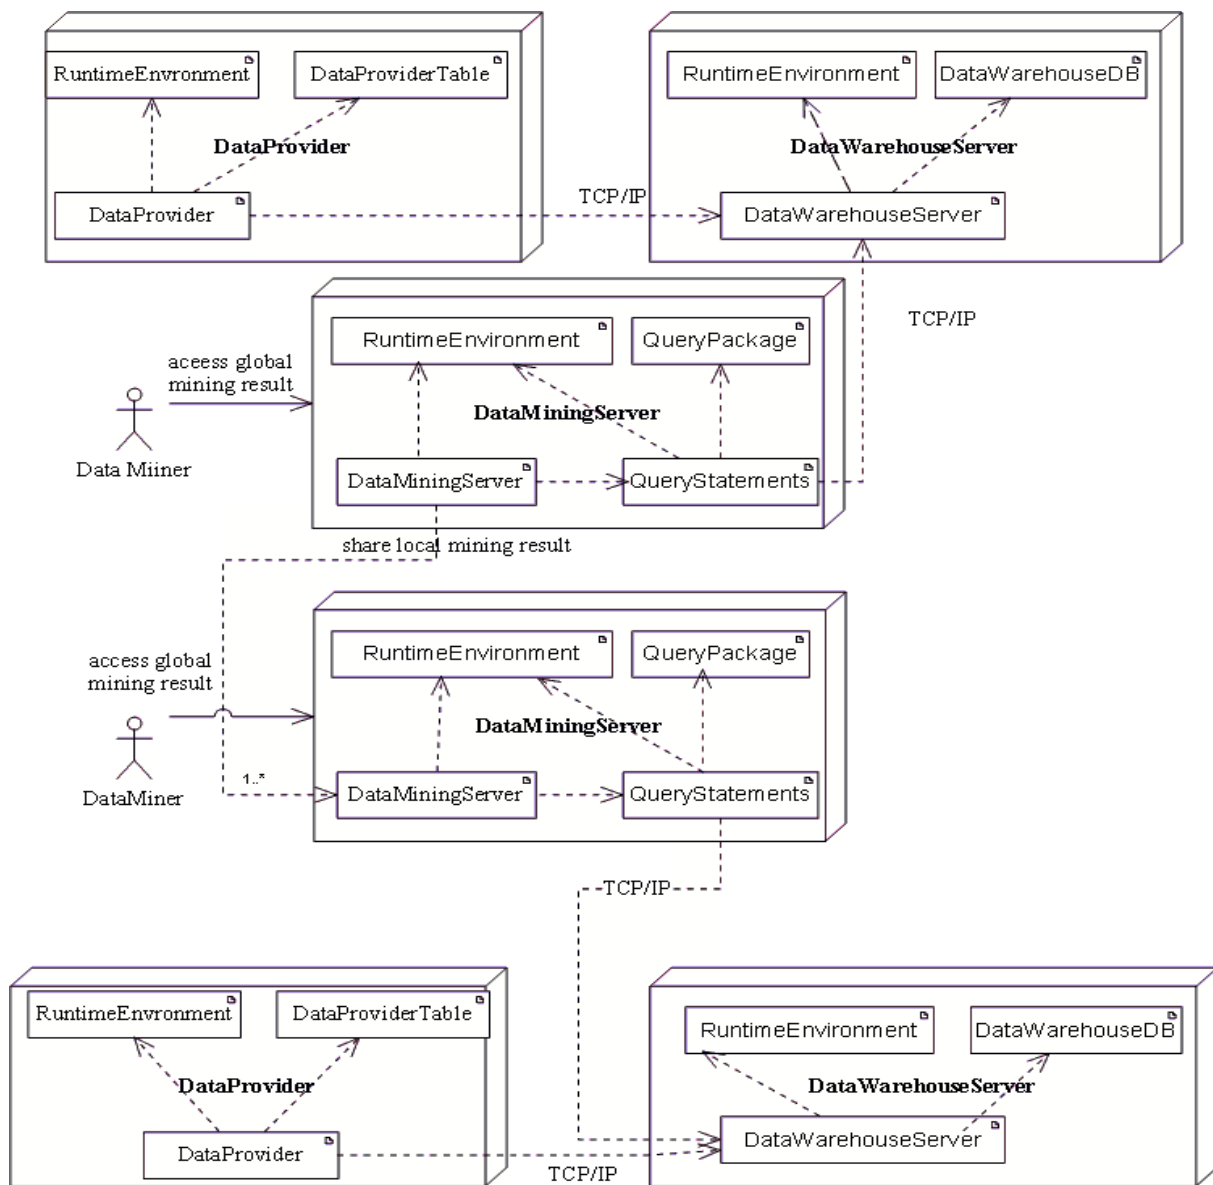 RuntimeEnvronment
DataProviderTable
DataProvider
DataProvider
TCP/IP
RuntimeEnvironment
DataWarehouseDB
DataWarehouseServer
DataWarehouseServer
TCP/IP
RuntimeEnvironment
QueryPackage
aceess global
mining result
DataMiningServer
Data Miiner
DataMiningServer
QueryStatements
share local mining result
RuntimeEnvironment
QueryPackage
access global
mining result
DataMiningServer
DataMiner
1..*
DataMiningServer
QueryStatements
TCP/IP
RuntimeEnvronment
DataProviderTable
DataProvider
DataProvider
TCP/IP
RuntimeEnvironment
DataWarehouseDB
DataWarehouseServer
DataWarehouseServer